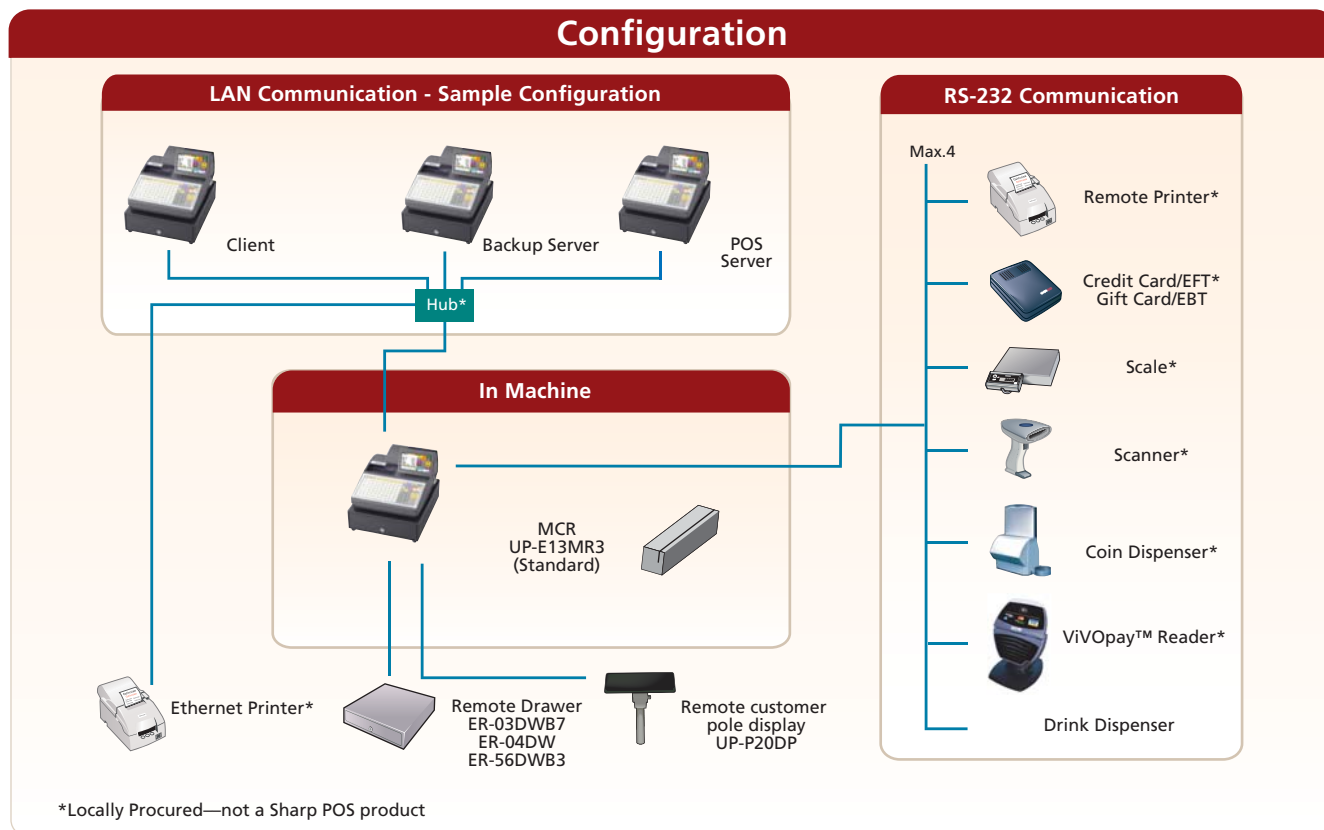 Configuration
LAN Communication - Sample Configuration
Client
Backup Server
POS
Server
Hub*
In Machine
MCR
UP-E13MR3
(Standard)
Ethernet Printer*
Remote Drawer
ER-03DWB7
ER-04DW
ER-56DWB3
Remote customer
pole display
UP-P20DP
RS-232 Communication
Max.4
Remote Printer*
Credit Card/EFT*
Gift Card/EBT
Scale*
Scanner*
Coin Dispenser*
ViVOpay™ Reader*
Drink Dispenser
*Locally Procured—not a Sharp POS product